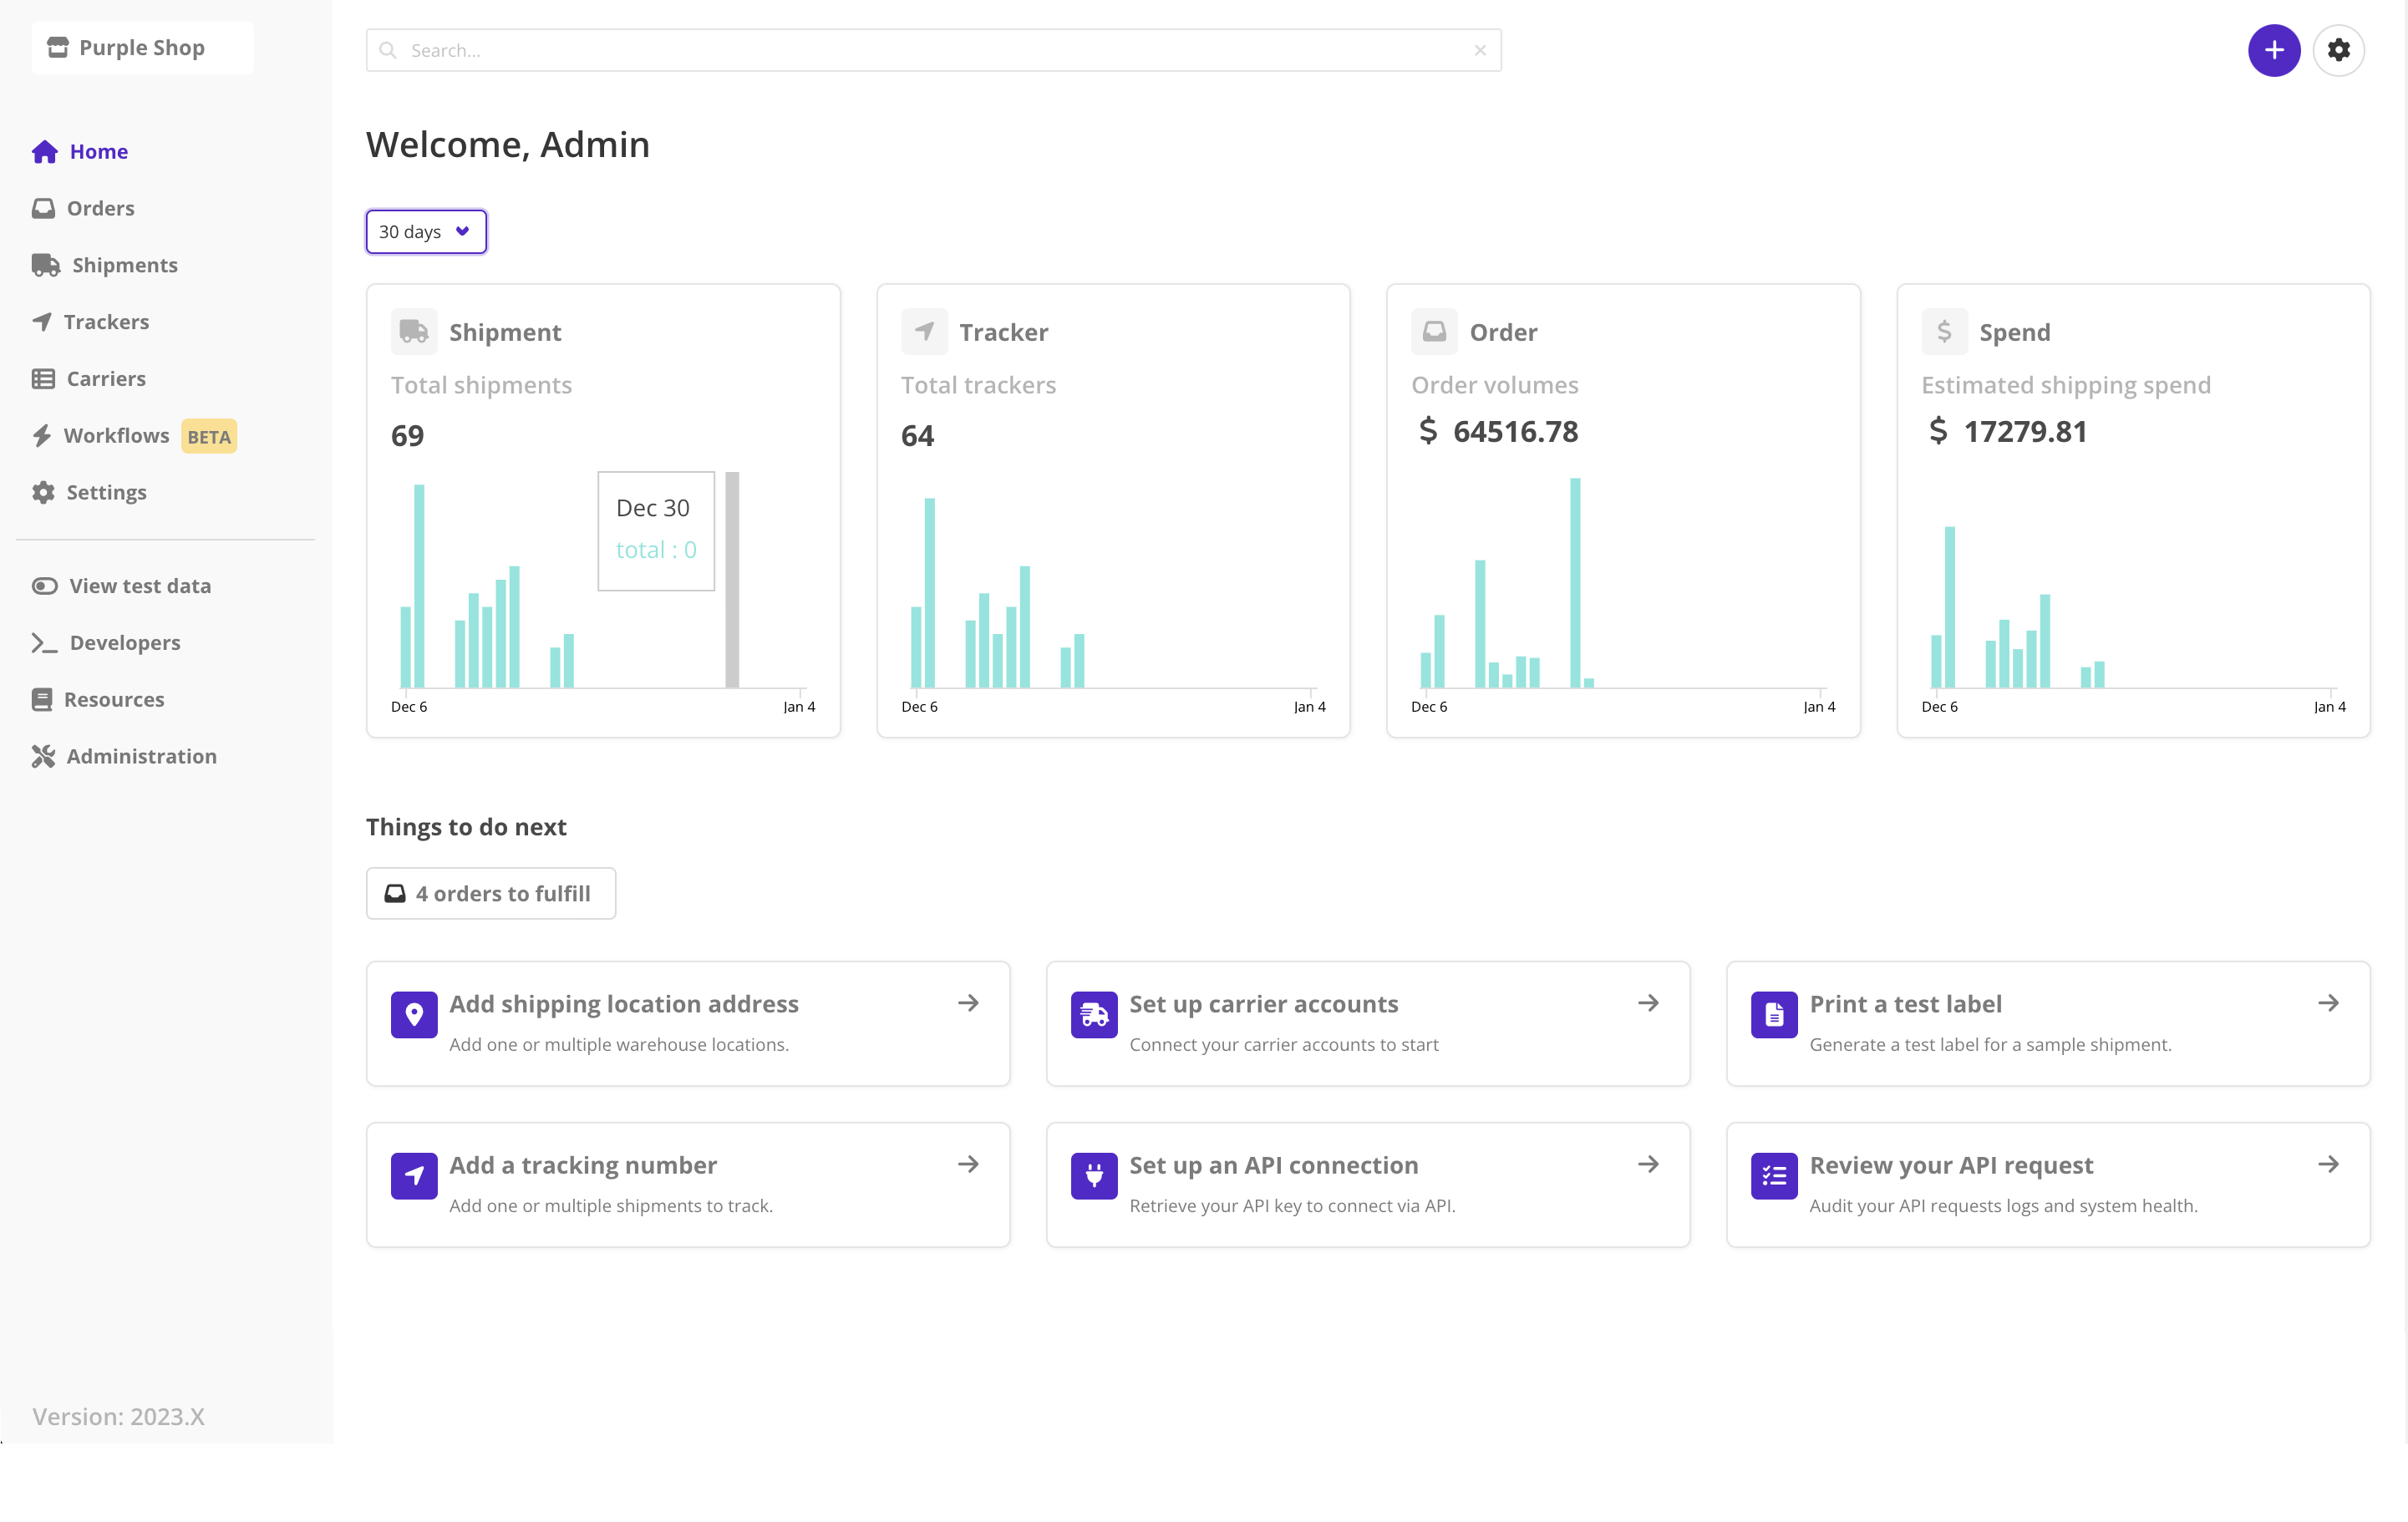 Purple Shop
Search...
Home
Orders
Shipments
Trackers
Carriers
Workflows BETA
Settings
View test data
Developers
Resources
Administration
Version: 2023.X
Welcome, Admin
30 days
Shipment
Total shipments
69
Dec 30
total : 0
Dec 6 Jan 4
Tracker
Total trackers
64
Dec 6 Jan 4
Order
Order volumes
$ 64516.78
Dec 6 Jan 4
Spend
Estimated shipping spend
$ 17279.81
Dec 6 Jan 4
Things to do next
4 orders to fulfill
Add shipping location address
Add one or multiple warehouse locations.
Set up carrier accounts
Connect your carrier accounts to start
Print a test label
Generate a test label for a sample shipment.
Add a tracking number
Add one or multiple shipments to track.
Set up an API connection
Retrieve your API key to connect via API.
Review your API request
Audit your API requests logs and system health.